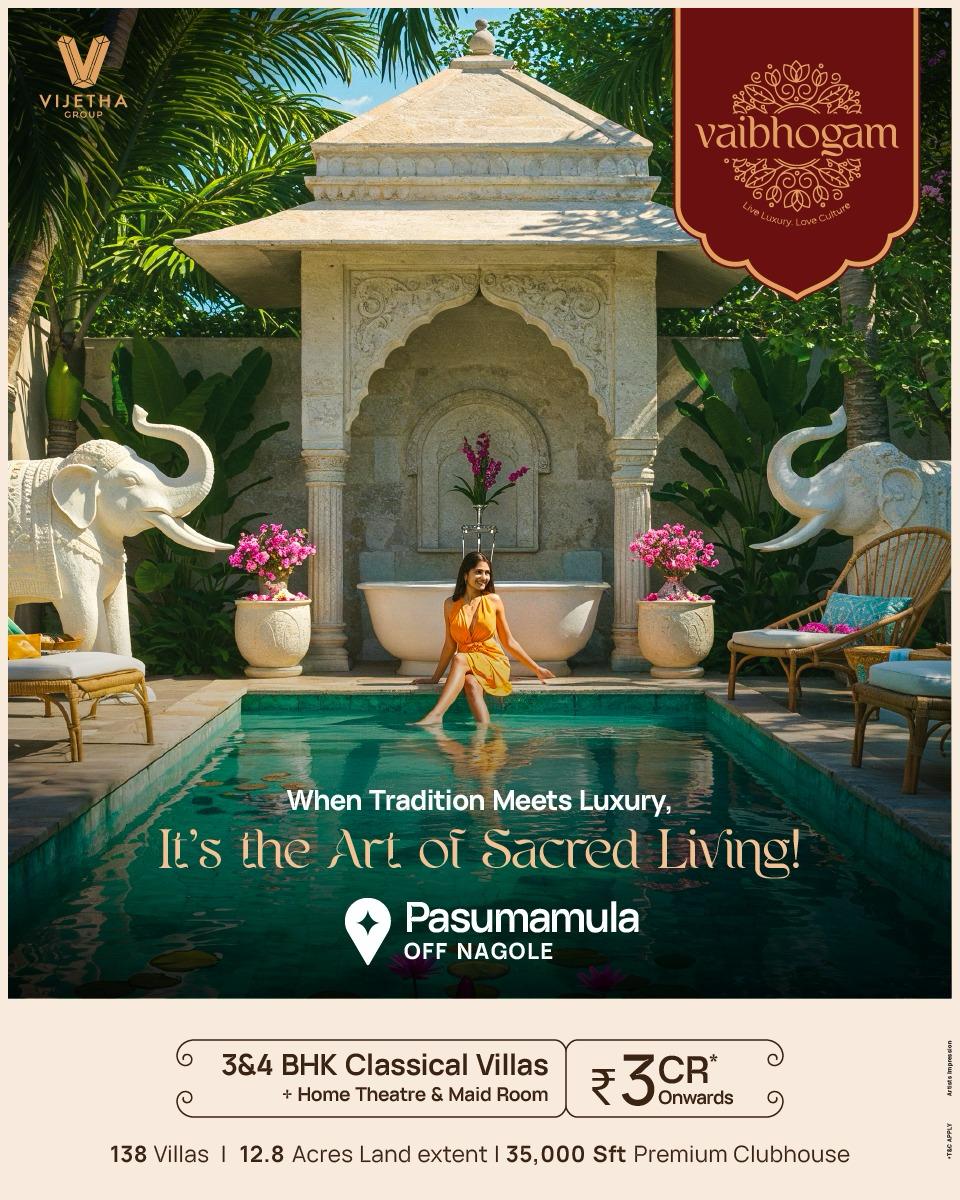 VIJETHA
GROUP
vaibhogam
Live Luxury. Love Culture
When Tradition Meets Luxury,
It's the Art of Sacred Living!
Pasumamula
OFF NAGOLE
3&4 BHK Classical Villas
+ Home Theatre & Maid Room
₹3CR*
Onwards
138 Villas | 12.8 Acres Land extent | 35,000 Sft Premium Clubhouse
Artists Impression
*T&C APPLY